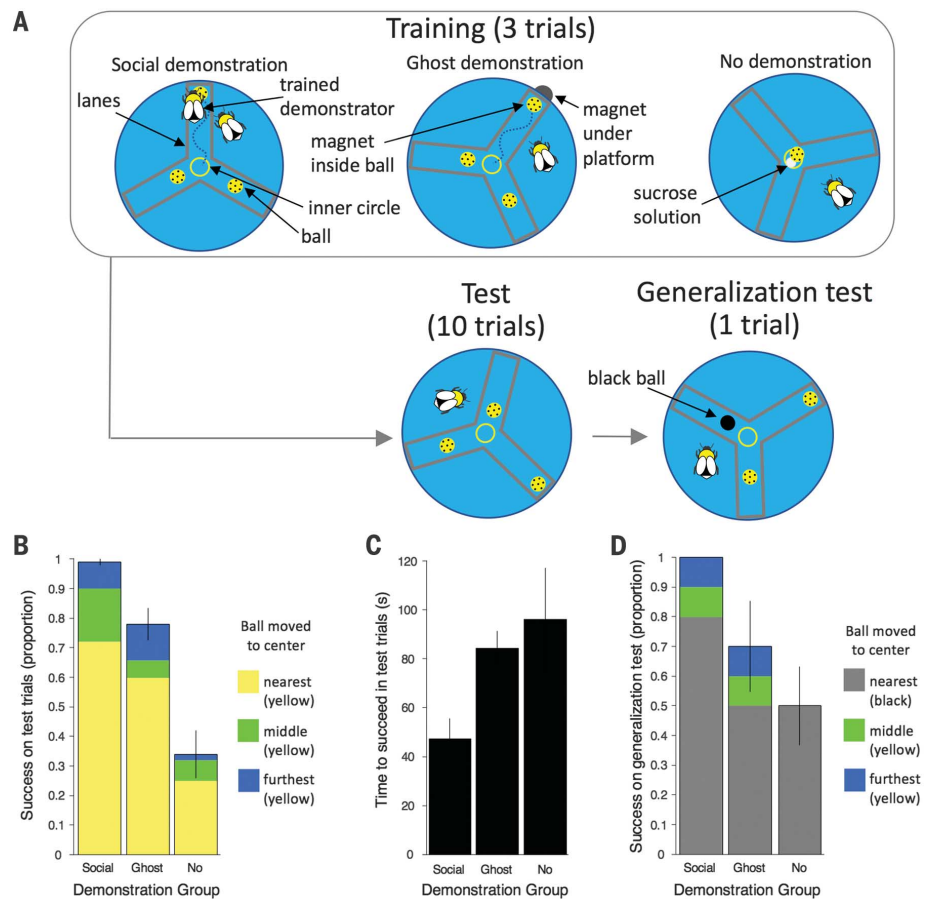 A
Training (3 trials)
Social demonstration
Ghost demonstration
No demonstration
lanes
trained
demonstrator
magnet
inside ball
magnet
under
platform
sucrose
solution
inner circle
ball
Test
(10 trials)
Generalization test
(1 trial)
black ball
B
Success on test trials (proportion)
1
0.9
0.8
0.7
0.6
0.5
0.4
0.3
0.2
0.1
0
Social Ghost No
Demonstration Group
Ball moved
to center
nearest
(yellow)
middle
(yellow)
furthest
(yellow)
C
Time to succeed in test trials (s)
120
100
80
60
40
20
0
Social Ghost No
Demonstration Group
D
Success on generalization test (proportion)
1
0.9
0.8
0.7
0.6
0.5
0.4
0.3
0.2
0.1
0
Social Ghost No
Demonstration Group
Ball moved
to center
nearest
(black)
middle
(yellow)
furthest
(yellow)